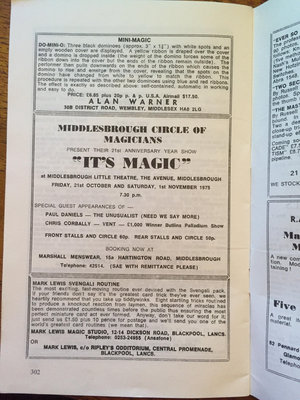 MINI-MAGIC
DO-MIN-O: Three black dominoes (approx. 3" x 1½") with white spots and an
empty wooden cover are displayed. A yellow ribbon is draped over the cover
and a domino is dropped inside (the weight of the domino forces some of the
ribbon down into the cover but the ends of the ribbon remain outside). The
performer then pulls downwards on the ends of the ribbon which causes the
domino to rise and emerge from the cover, revealing that the spots on the
domino have changed from white to yellow to match the ribbon. This
procedure is repeated with the other two dominoes using blue and red ribbons.
The effect is exactly as described above: self-contained, automatic in working
and easy to do.
PRICE: £6.85 plus 30p p. & p. U.S.A. Airmail $17.50.
ALAN WARNER
30B DISTRICT ROAD, WEMBLEY, MIDDLESEX HA0 2LG
MIDDLESBROUGH CIRCLE OF
MAGICIANS
PRESENT THEIR 21st ANNIVERSARY YEAR SHOW
"IT'S MAGIC"
at MIDDLESBROUGH LITTLE THEATRE, THE AVENUE, MIDDLESBROUGH
FRIDAY, 31st OCTOBER AND SATURDAY, 1st NOVEMBER 1975
7-30 p.m.
SPECIAL GUEST APPEARANCES OF —
PAUL DANIELS — THE UNUSUALIST (NEED WE SAY MORE)
CHRIS CORBALLY — VENT — £1,000 Winner Butlins Palladium Show
FRONT STALLS AND CIRCLE 60p. REAR STALLS AND CIRCLE 50p.
BOOKING NOW AT
MARSHALL MENSWEAR, 15a HARTINGTON ROAD, MIDDLESBROUGH
Telephone: 42514. (SAE WITH REMITTANCE PLEASE)
MARK LEWIS SVENGALI ROUTINE
The most exciting, fast-moving routine ever devised with the svengali pack.
If your friends don't say it's the greatest card trick they've ever seen, we
heartily recommend that you take up tiddlywinks. Eight startling tricks routined
to produce a knockout reaction from laymen, this sequence of miracles has
been demonstrated countless times before the public thus ensuring the most
perfect miniature card act ever formed. Anyway, don't take our word for it:
just send us £1.50 plus 10 pence for postage and we'll send you one of the
world's greatest card routines (we mean that).
MARK LEWIS MAGIC STUDIO, 12-14 DICKSON ROAD, BLACKPOOL, LANCS.
Telephone: 0253-24955 (Ansafone)
OR
MARK LEWIS, c/o RIPLEY'S ODITORIUM, CENTRAL PROMENADE,
BLACKPOOL, LANCS.
302